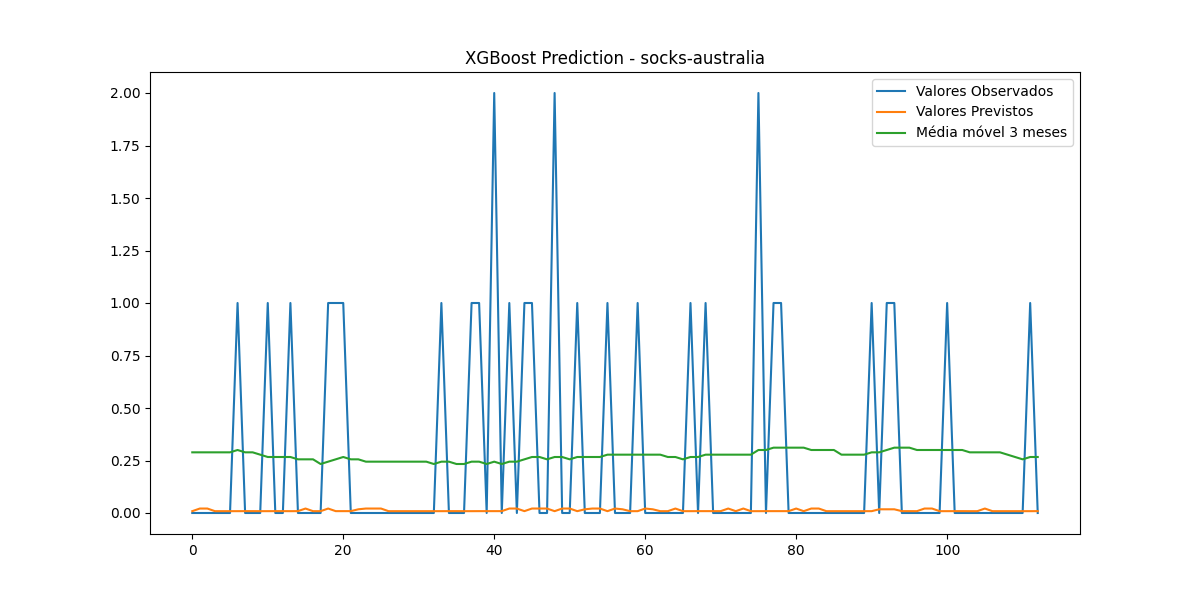 XGBoost Prediction - socks-australia
Valores Observados
Valores Previstos
Média móvel 3 meses
2.00
1.75
1.50
1.25
1.00
0.75
0.50
0.25
0.00
0 20 40 60 80 100